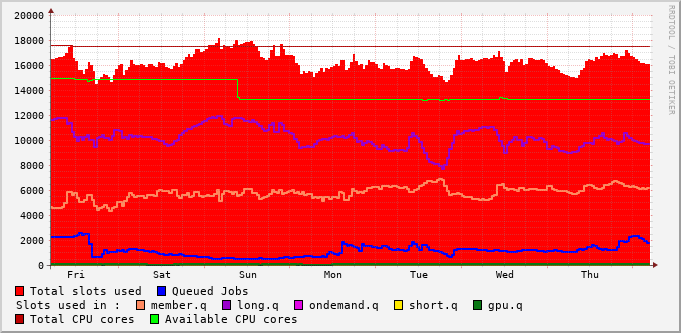 20000
18000
16000
14000
12000
10000
8000
6000
4000
2000
0
Fri Sat Sun Mon Tue Wed Thu
Total slots used Queued Jobs
Slots used in : member.q long.q ondemand.q short.q gpu.q
Total CPU cores Available CPU cores
RRDTOOL / TOBI OETIKER